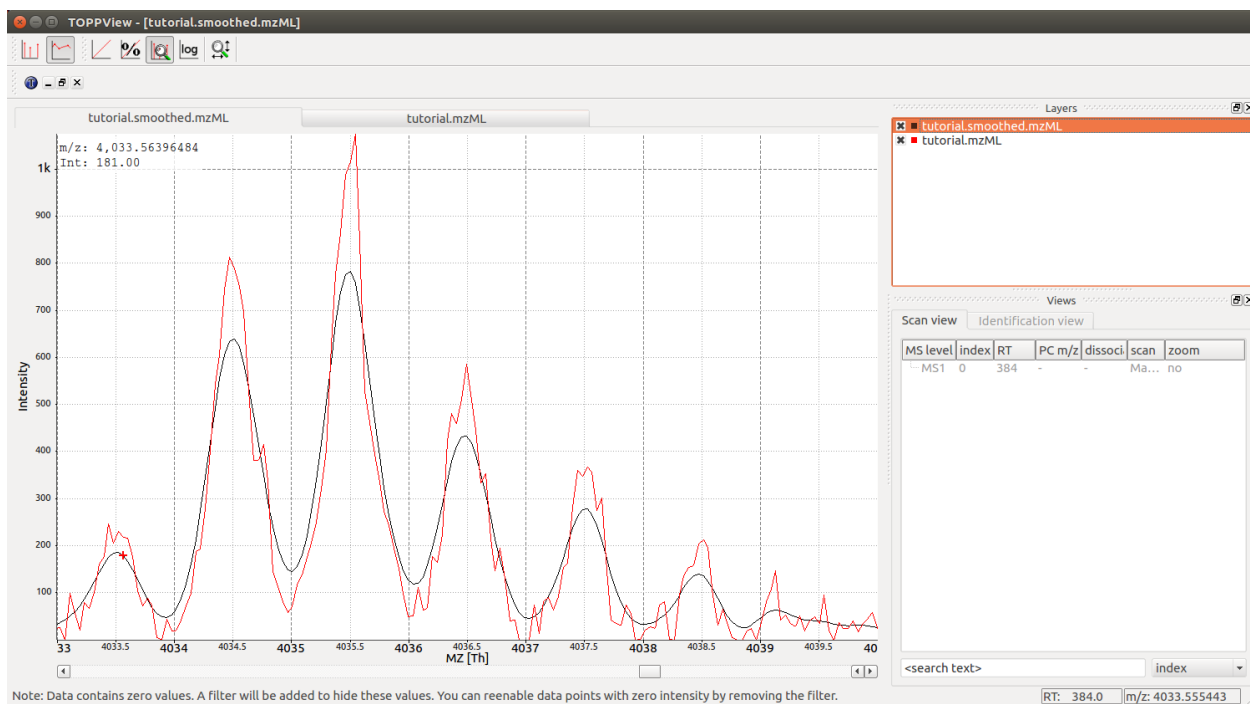 TOPPView - [tutorial.smoothed.mzML]
% log
tutorial.smoothed.mzML tutorial.mzML
m/z: 4,033.56396484
Int: 181.00
1k
900
800
700
600
500
400
300
200
100
Intensity
33 4033.5 4034 4034.5 4035 4035.5 4036 4036.5 4037 4037.5 4038 4038.5 4039 4039.5 40
MZ [Th]
Layers
tutorial.smoothed.mzML
tutorial.mzML
Views
Scan view Identification view
MS level index RT PC m/z dissoci scan zoom
MS1 0 384 - - Ma... no
<search text> index
Note: Data contains zero values. A filter will be added to hide these values. You can reenable data points with zero intensity by removing the filter.
RT: 384.0 m/z: 4033.555443